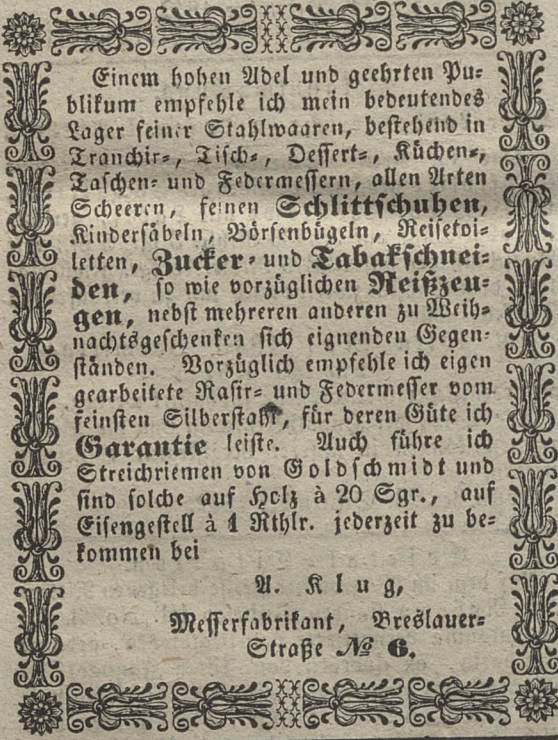 Einem hohen Adel und geehrten Pu-
blikum empfehle ich mein bedeutendes
Lager feiner Stahlwaaren, bestehend in
Tranchir-, Tisch-, Dessert-, Küchen-,
Taschen- und Federmessern, allen Arten
Scheeren, feinen Schlittschuhen,
Kindersäbeln, Börsenbügeln, Reisetoi-
letten, Zucker- und Tabakschnei-
den, so wie vorzüglichen Reißzeu-
gen, nebst mehreren anderen zu Weih-
nachtsgeschenken sich eignenden Gegen-
ständen. Vorzüglich empfehle ich eigen
gearbeitete Rasir- und Federmesser vom
feinsten Silberstahl, für deren Güte ich
Garantie leiste. Auch führe ich
Streichriemen von Goldschmidt und
sind solche auf Holz à 20 Sgr., auf
Eisengestell à 1 Rthlr. jederzeit zu be-
kommen bei
A. Klug,
Messerfabrikant, Breslauer-
Straße № 6.